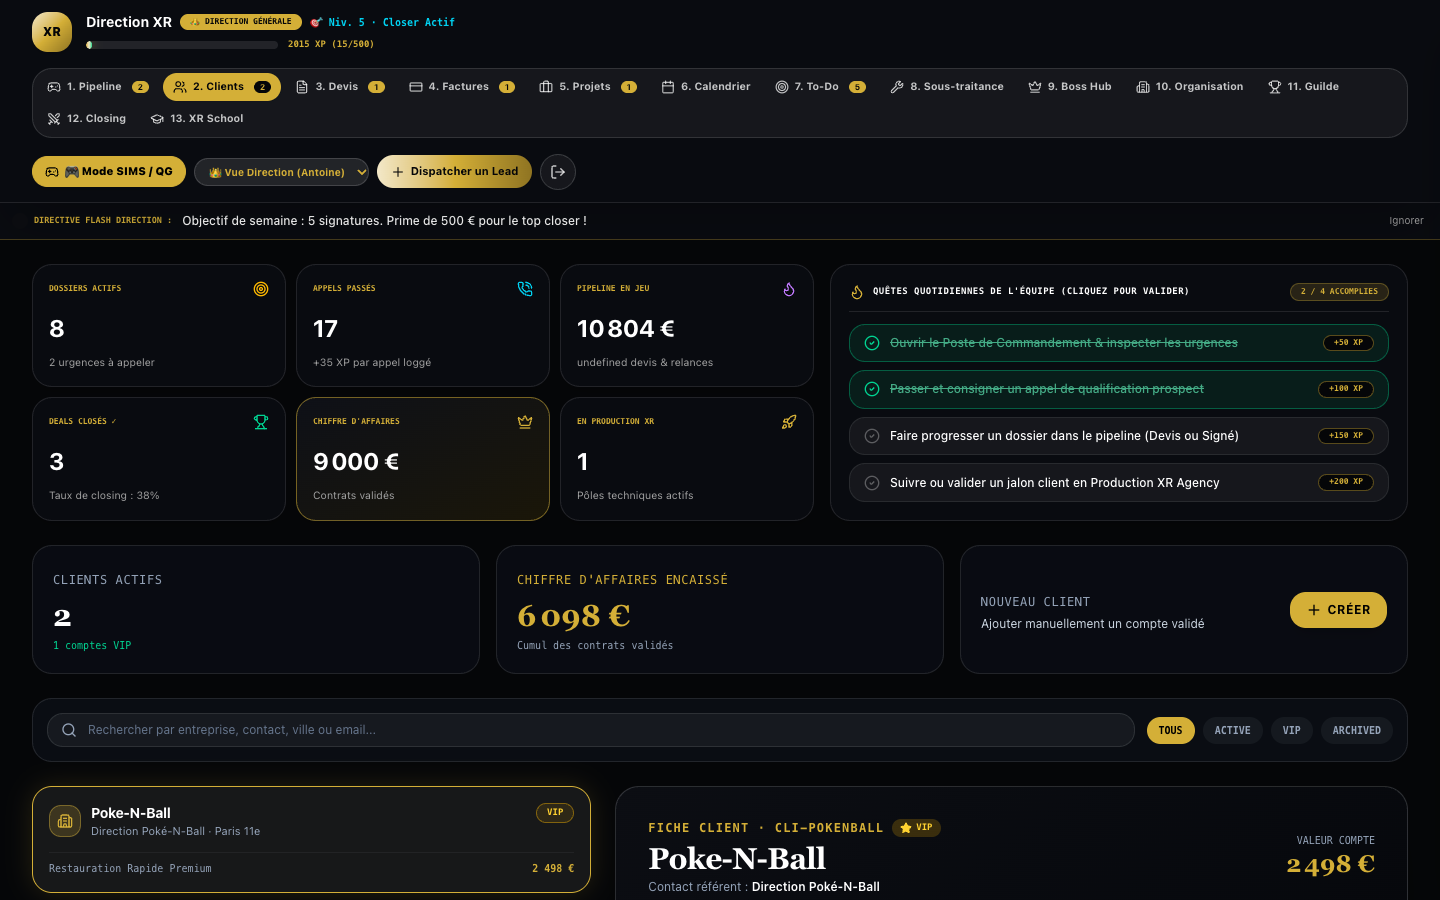 XR
Direction XR
👑 DIRECTION GÉNÉRALE
🎯 Niv. 5 · Closer Actif
2015 XP (15/500)
1. Pipeline 2
2. Clients 2
3. Devis 1
4. Factures 1
5. Projets 1
6. Calendrier
7. To-Do 5
8. Sous-traitance
9. Boss Hub
10. Organisation
11. Guilde
12. Closing
13. XR School
🎮 Mode SIMS / QG
👑 Vue Direction (Antoine)
Dispatcher un Lead
DIRECTIVE FLASH DIRECTION : Objectif de semaine : 5 signatures. Prime de 500 € pour le top closer !
Ignorer
DOSSIERS ACTIFS
8
2 urgences à appeler
APPELS PASSÉS
17
+35 XP par appel loggé
PIPELINE EN JEU
10 804 €
undefined devis & relances
DEALS CLOSÉS ✓
3
Taux de closing : 38%
CHIFFRE D'AFFAIRES
9 000 €
Contrats validés
EN PRODUCTION XR
1
Pôles techniques actifs
QUÊTES QUOTIDIENNES DE L'ÉQUIPE (CLIQUEZ POUR VALIDER)
2 / 4 ACCOMPLIES
Ouvrir le Poste de Commandement & inspecter les urgences
+50 XP
Passer et consigner un appel de qualification prospect
+100 XP
Faire progresser un dossier dans le pipeline (Devis ou Signé)
+150 XP
Suivre ou valider un jalon client en Production XR Agency
+200 XP
CLIENTS ACTIFS
2
1 comptes VIP
CHIFFRE D'AFFAIRES ENCAISSÉ
6 098 €
Cumul des contrats validés
NOUVEAU CLIENT
Ajouter manuellement un compte validé
CRÉER
Rechercher par entreprise, contact, ville ou email...
TOUS
ACTIVE
VIP
ARCHIVED
Poke-N-Ball
Direction Poké-N-Ball · Paris 11e
VIP
Restauration Rapide Premium
2 498 €
FICHE CLIENT · CLI-POKENBALL
⭐ VIP
Poke-N-Ball
Contact référent : Direction Poké-N-Ball
VALEUR COMPTE
2 498 €